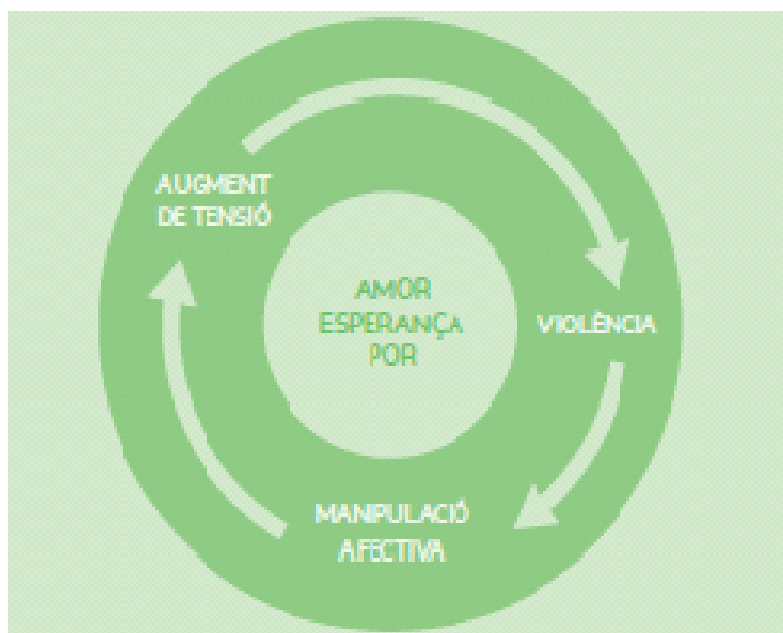 AUGMENT
DE TENSIÓ
AMOR
ESPERANÇA
POR
VIOLÈNCIA
MANIPULACIÓ
AFECTIVA